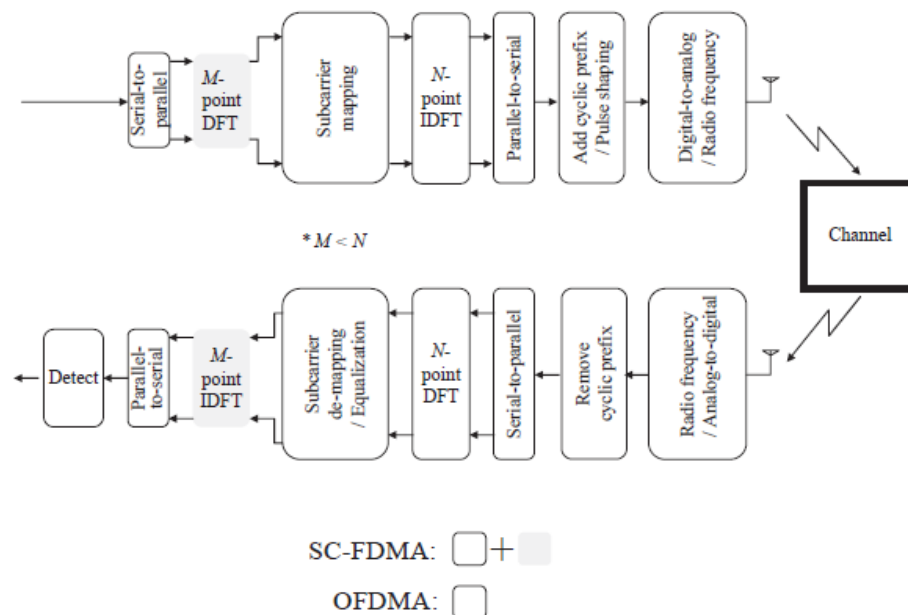 Serial-to-
parallel
M-
point
DFT
Subcarrier
mapping
N-
point
IDFT
Parallel-to-serial
Add cyclic prefix
/ Pulse shaping
Digital-to-analog
/ Radio frequency
Channel
* M < N
Detect
Parallel-
to-serial
M-
point
IDFT
Subcarrier
de-mapping
/ Equalization
N-
point
DFT
Serial-to-parallel
Remove
cyclic prefix
Radio frequency
/ Analog-to-digital
SC-FDMA: +
OFDMA: